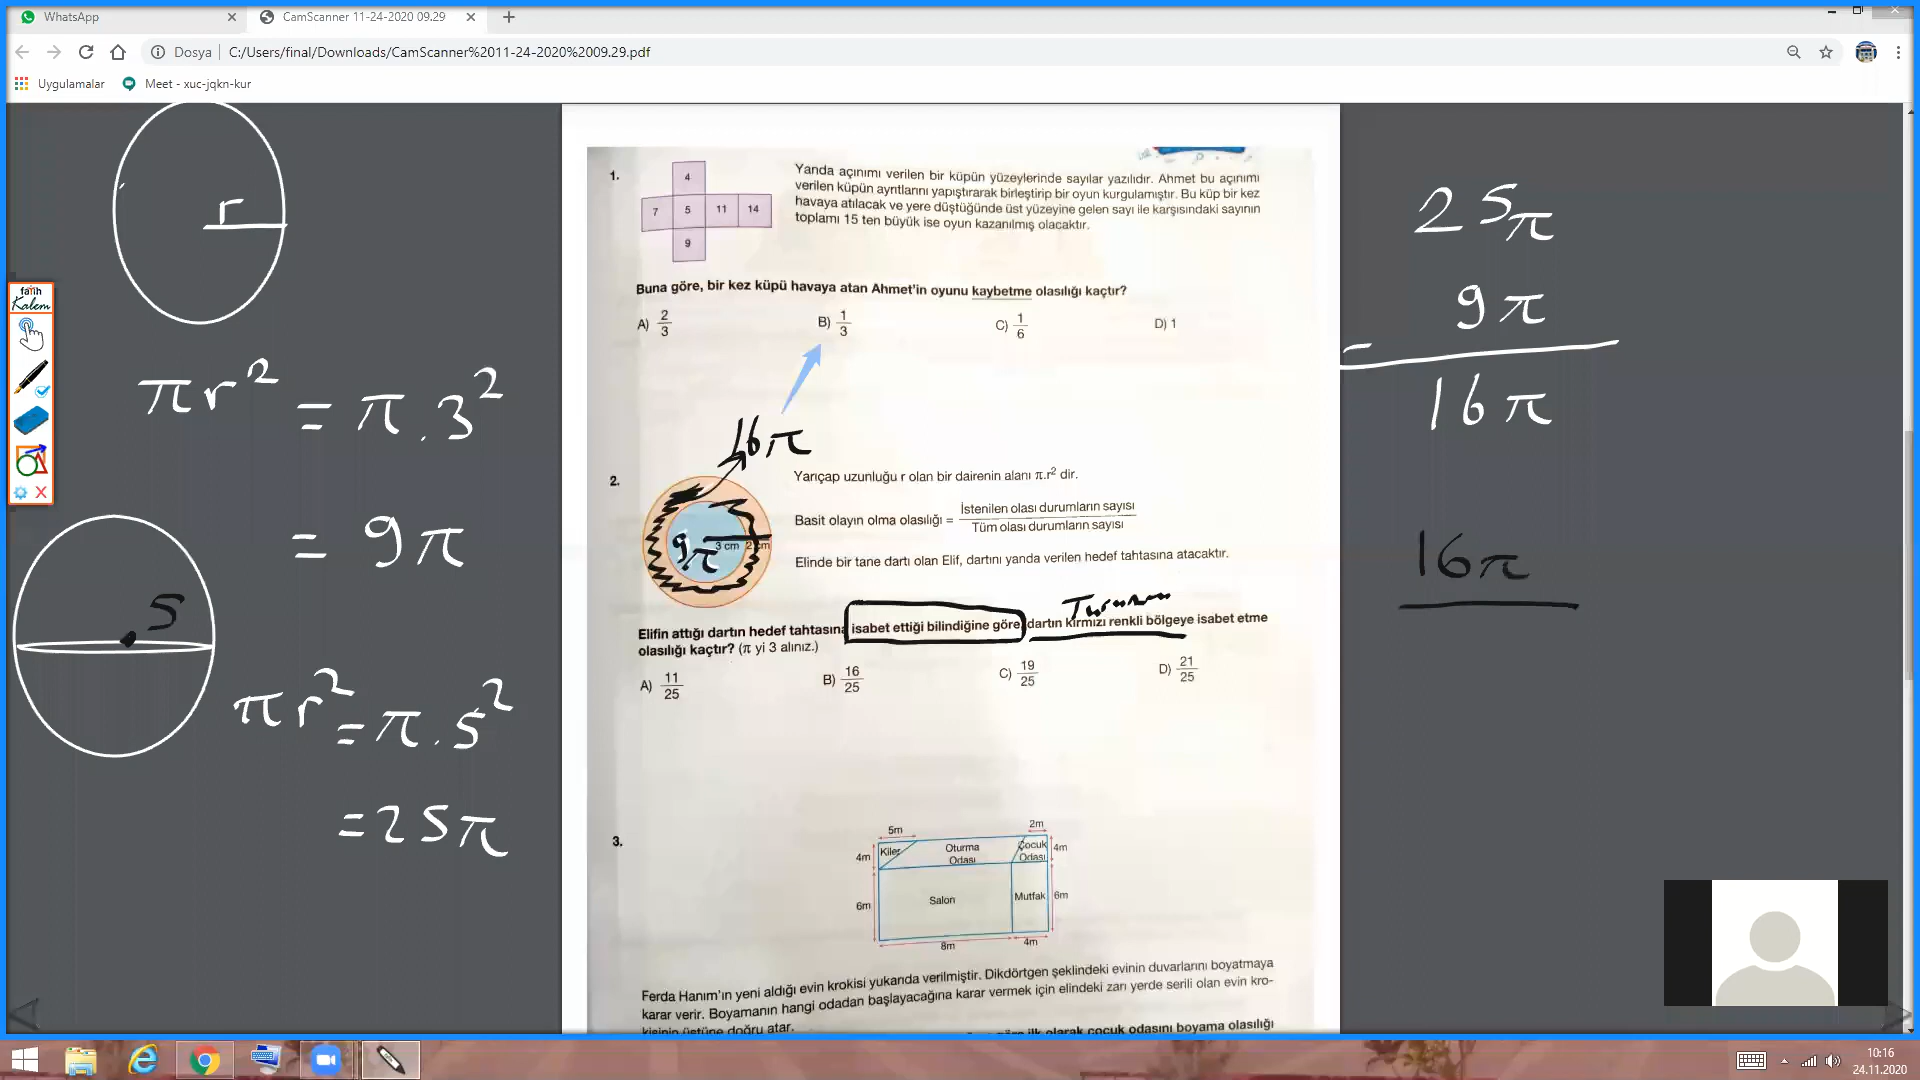 WhatsApp
CamScanner 11-24-2020 09.29
Dosya
C:/Users/final/Downloads/CamScanner%2011-24-2020%2009.29.pdf
Uygulamalar
Meet - xuc-jqkn-kur
fatih
Kalem
r
πr² = π.3²
= 9π
5
πr² = π.5²
= 25π
1.
4
7 5 11 14
9
Yanda açınımı verilen bir küpün yüzeylerinde sayılar yazılıdır. Ahmet bu açınımı
verilen küpün ayrıtlarını yapıştırarak birleştirip bir oyun kurgulamıştır. Bu küp bir kez
havaya atılacak ve yere düştüğünde üst yüzeyine gelen sayı ile karşısındaki sayının
toplamı 15 ten büyük ise oyun kazanılmış olacaktır.
Buna göre, bir kez küpü havaya atan Ahmet'in oyunu kaybetme olasılığı kaçtır?
A) 2/3 B) 1/3 C) 1/6 D) 1
16π
2.
9π
3 cm 2 cm
Yarıçap uzunluğu r olan bir dairenin alanı π.r² dir.
Basit olayın olma olasılığı = İstenilen olası durumların sayısı / Tüm olası durumların sayısı
Elinde bir tane dartı olan Elif, dartını yanda verilen hedef tahtasına atacaktır.
Elifin attığı dartın hedef tahtasına isabet ettiği bilindiğine göre, dartın kırmızı renkli bölgeye isabet etme
olasılığı kaçtır? (π yi 3 alınız.)
A) 11/25 B) 16/25 C) 19/25 D) 21/25
3.
5m 2m
4m Kiler Oturma Odası Çocuk Odası 4m
6m Salon Mutfak 6m
8m 4m
Ferda Hanım'ın yeni aldığı evin krokisi yukarıda verilmiştir. Dikdörtgen şeklindeki evinin duvarlarını boyatmaya
karar verir. Boyamanın hangi odadan başlayacağına karar vermek için elindeki zarı yerde serili olan evin kro-
kisinin üstüne doğru atar.
ilk olarak çocuk odasını boyama olasılığı
25π
9π
-
16π
16π
10:16
24.11.2020